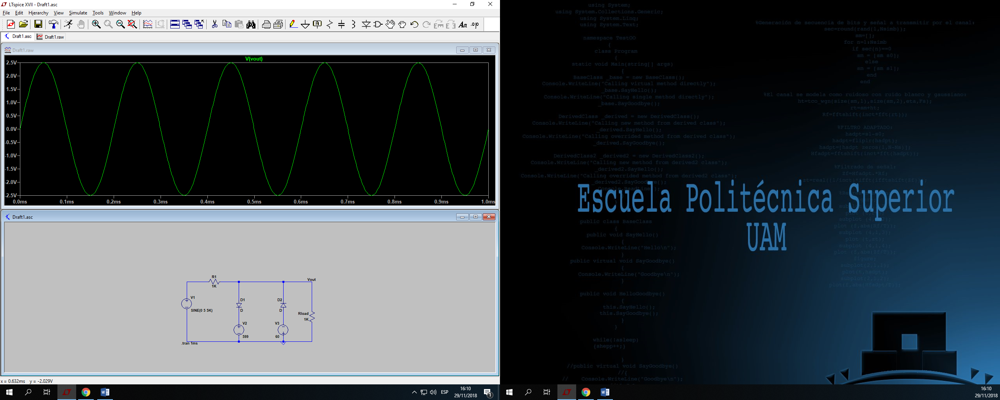 LTspice XVII - Draft1.asc
File Edit Hierarchy View Simulate Tools Window Help
Draft1.asc Draft1.raw
Draft1.raw
V(vout)
2.5V
2.0V
1.5V
1.0V
0.5V
0.0V
-0.5V
-1.0V
-1.5V
-2.0V
-2.5V
0.0ms 0.1ms 0.2ms 0.3ms 0.4ms 0.5ms 0.6ms 0.7ms 0.8ms 0.9ms 1.0ms
Draft1.asc
R1
1K
Vout
V1
SINE(0 5 5K)
D1
D
D2
D
Rload
1K
V2
599
V3
60
.tran 1ms
x = 0.632ms y = -2.029V
ESP
16:10
29/11/2018
1
using System;
using System.Collections.Generic;
using System.Linq;
using System.Text;
namespace TestOO
{
class Program
{
static void Main(string[] args)
{
BaseClass _base = new BaseClass();
Console.WriteLine("Calling virtual method directly");
_base.SayHello();
Console.WriteLine("Calling single method directly");
_base.SayGoodbye();
DerivedClass _derived = new DerivedClass();
Console.WriteLine("Calling new method from derived class");
_derived.SayHello();
Console.WriteLine("Calling overrided method from derived class");
_derived.SayGoodbye();
DerivedClass2 _derived2 = new DerivedClass2();
Console.WriteLine("Calling new method from derived2 class");
_derived2.SayHello();
Console.WriteLine("Calling overrided method from derived2 class");
_derived2.SayGoodbye();
Console.ReadLine();
public class BaseClass
{
public void SayHello()
{
Console.WriteLine("Hello\n");
}
public virtual void SayGoodbye()
{
Console.WriteLine("Goodbye\n");
}
public void HelloGoodbye()
{
this.SayHello();
this.SayGoodbye();
}
}
while(!asleep)
{shepp++;}
}
//public virtual void SayGoodbye()
//{
// Console.WriteLine("Goodbye\n");
%Generación de secuencia de bits y señal a transmitir por el canal:
sec=round(rand(1,Nsimb));
sm=[];
for n=1:Nsimb
if sec(n)==0
sm = [sm s0];
else
sm = [sm s1];
end
end
%El canal se modela como ruidoso con ruido blanco y gaussiano:
ht=tco_wgn(size(sm,1),size(sm,2),eta,Fs);
rt=sm+ht;
Rf=fftshift(inct*fft(rt));
%FILTRO ADAPTADO:
hadpt=s1-s0;
hadpt=fliplr(hadpt);
hadpt=[hadpt zeros(1,N-Ns)];
Hfadpt=fftshift(inct*fft(hadpt));
%Filtrado de señal:
Zf=Hfadpt.*Rf;
zt=real((1/inct)*ifft(ifftshift(Zf)));
Escuela Politécnica Superior
UAM
plot (f,abs(Rf/T));
subplot (4,1,3);
plot (t,zt);
subplot (4,1,4);
plot (f,abs(Zf/T));
figure;
subplot(2,1,1);
plot(t,hadpt);
subplot(2,1,2);
plot(f,abs(Hfadpt/T));
16:10
29/11/2018